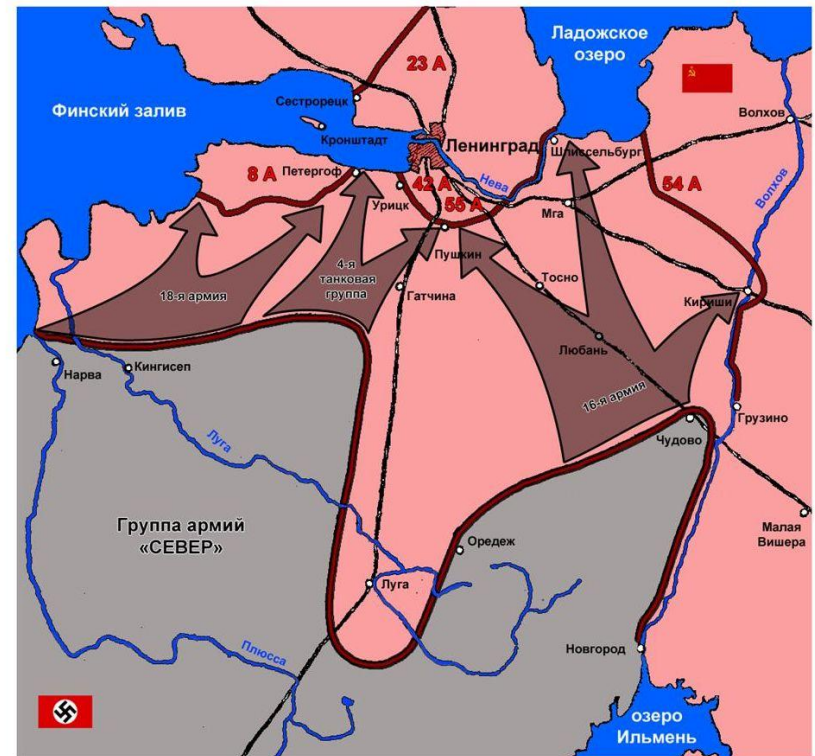 Ладожское
озеро
23 А
Финский залив
Сестрорецк
Волхов
Кронштадт
Ленинград
Шлиссельбург
8 А
Петергоф
42 А
Нева
54 А
Волхов
Урицк
55 А
Мга
Пушкин
4-я
танковая
группа
18-я армия
Гатчина
Тосно
Кириши
Любань
Нарва
Кингисеп
16-я армия
Грузино
Чудово
Луга
Группа армий
«СЕВЕР»
Оредеж
Малая
Вишера
Луга
Плюсса
Новгород
озеро
Ильмень